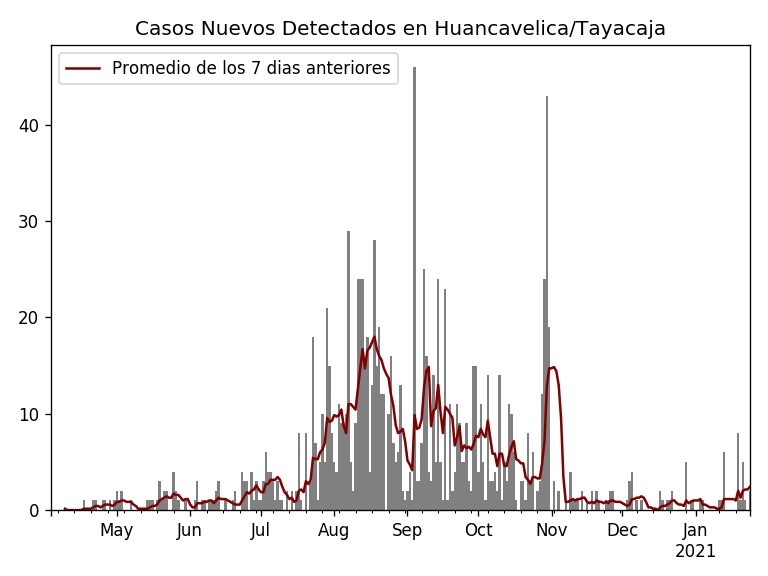 Casos Nuevos Detectados en Huancavelica/Tayacaja
Promedio de los 7 dias anteriores
40
30
20
10
0
May Jun Jul Aug Sep Oct Nov Dec Jan
2021